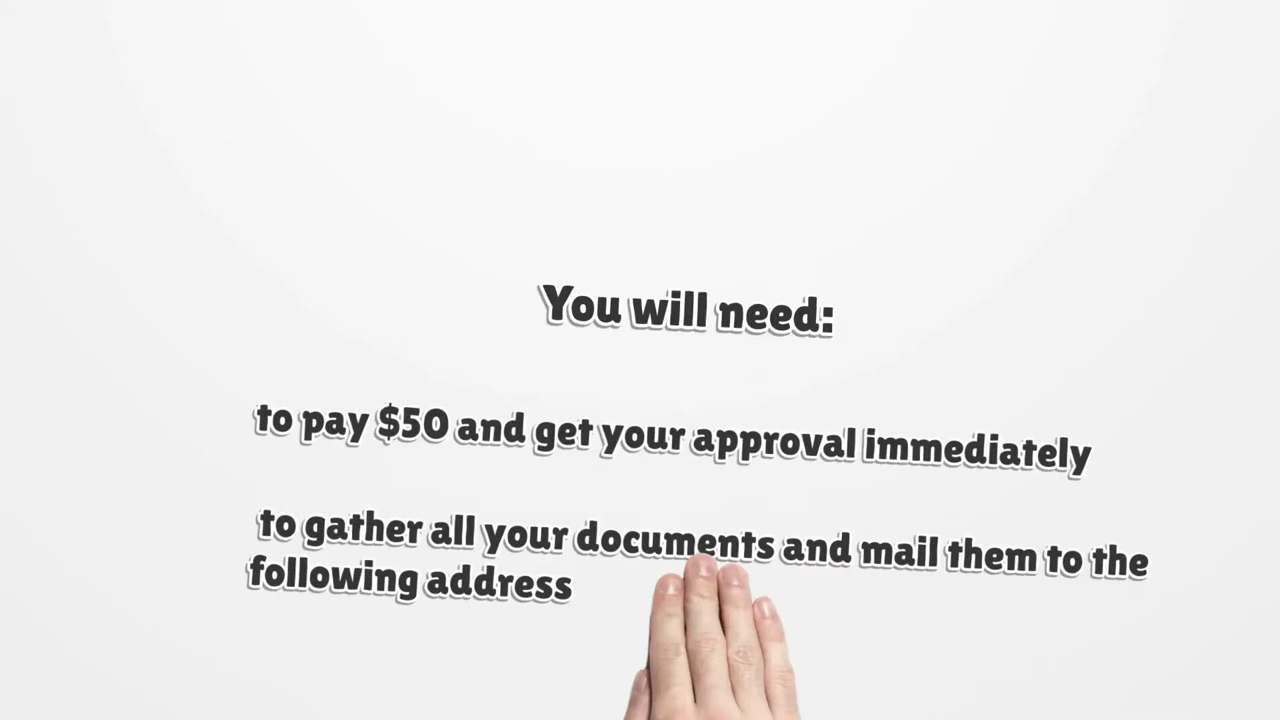 You will need:
to pay $50 and get your approval immediately
to gather all your documents and mail them to the
following address